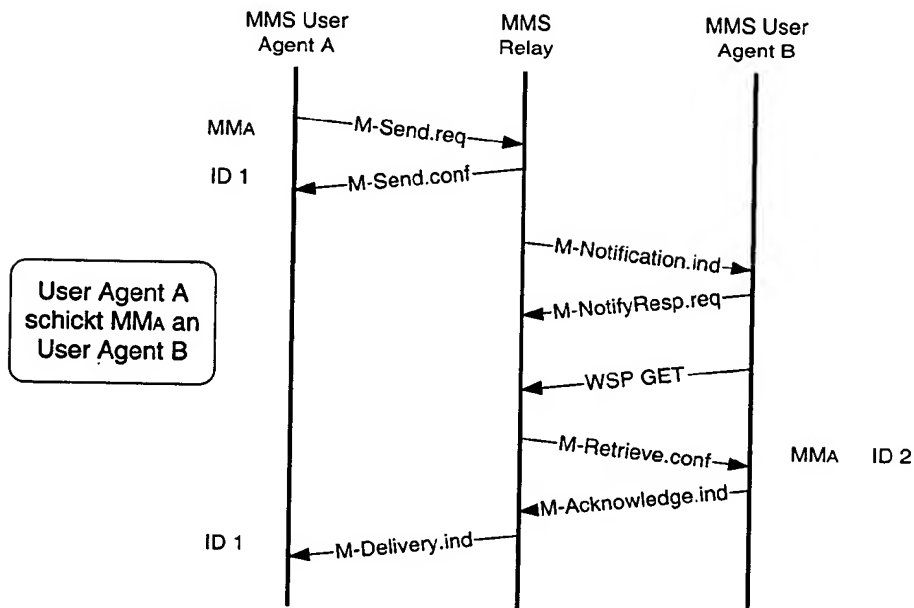 MMS User
Agent A
MMS
Relay
MMS User
Agent B
MMA
M-Send.req
ID 1
M-Send.conf
M-Notification.ind
User Agent A
schickt MMA an
User Agent B
M-NotifyResp.req
WSP GET
M-Retrieve.conf
MMA ID 2
M-Acknowledge.ind
ID 1
M-Delivery.ind